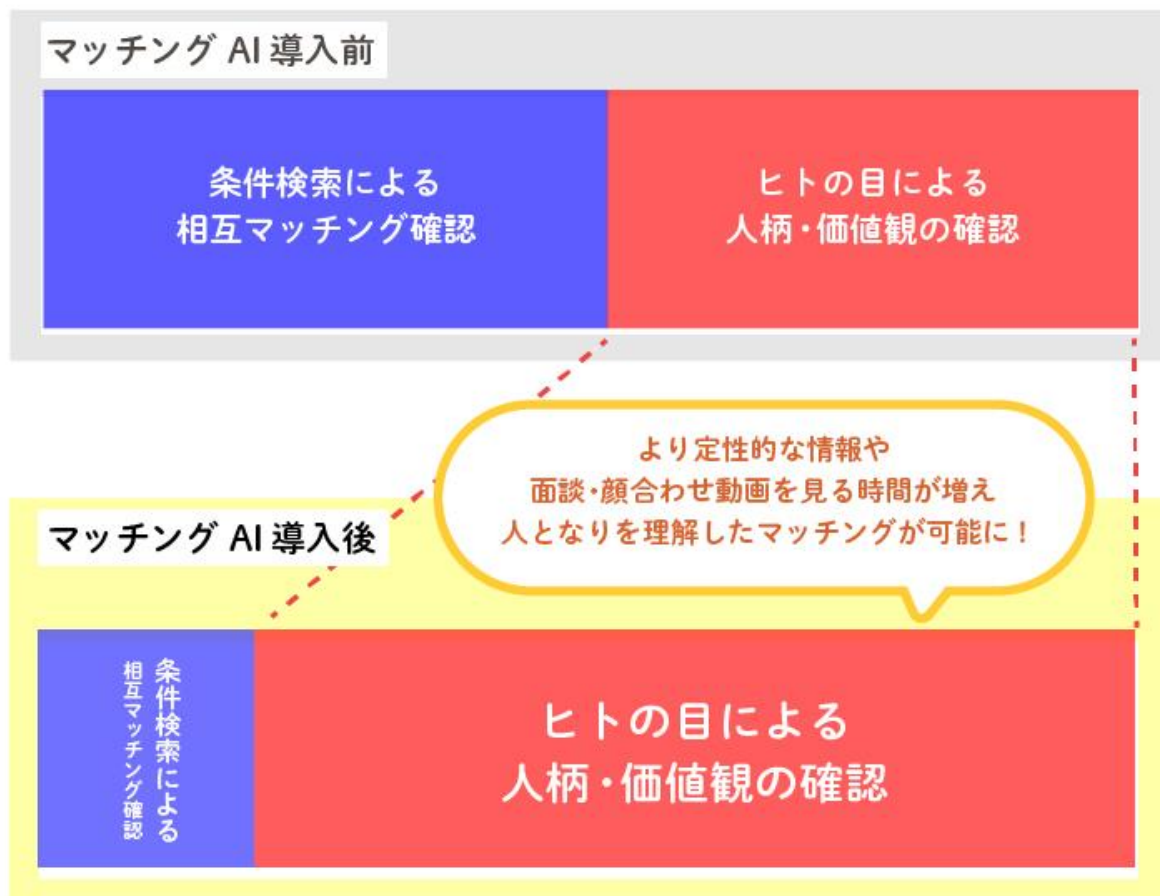 マッチング AI 導入前
条件検索による
相互マッチング確認
ヒトの目による
人柄・価値観の確認
より定性的な情報や
面談・顔合わせ動画を見る時間が増え
人となりを理解したマッチングが可能に！
マッチング AI 導入後
条件検索による
相互マッチング確認
ヒトの目による
人柄・価値観の確認